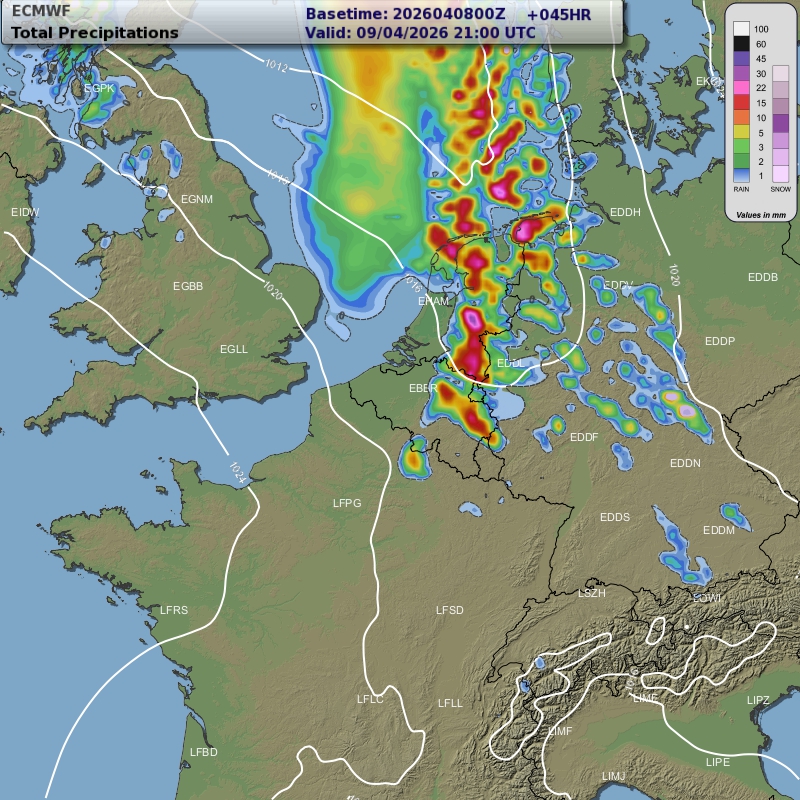 ECMWF
Basetime: 2026040800Z +045HR
Total Precipitations
Valid: 09/04/2026 21:00 UTC
100
60
45
30
22
15
10
5
3
2
1
RAIN SNOW
Values in mm
1012
EGPK
1016
EGNM
EIDW
EDDH
EGBB
1020
1016
1020
EDDB
EDDV
EHAM
EGLL
EDDP
EDDL
EBBR
EDDF
1024
EDDN
LFPG
EDDS
EDDM
LSZH
LOWI
LFRS
LFSD
LFLC
LFLL
LIME
LIPZ
LIMF
LFBD
LIPE
LIMJ